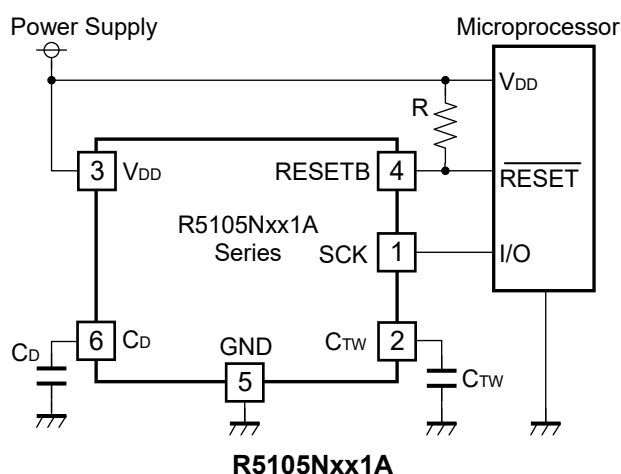 Power Supply
Microprocessor
VDD
R
3
VDD
RESETB
4
RESET
R5105Nxx1A
Series
SCK
1
I/O
6
CD
CD
GND
CTW
2
5
CTW
R5105Nxx1A